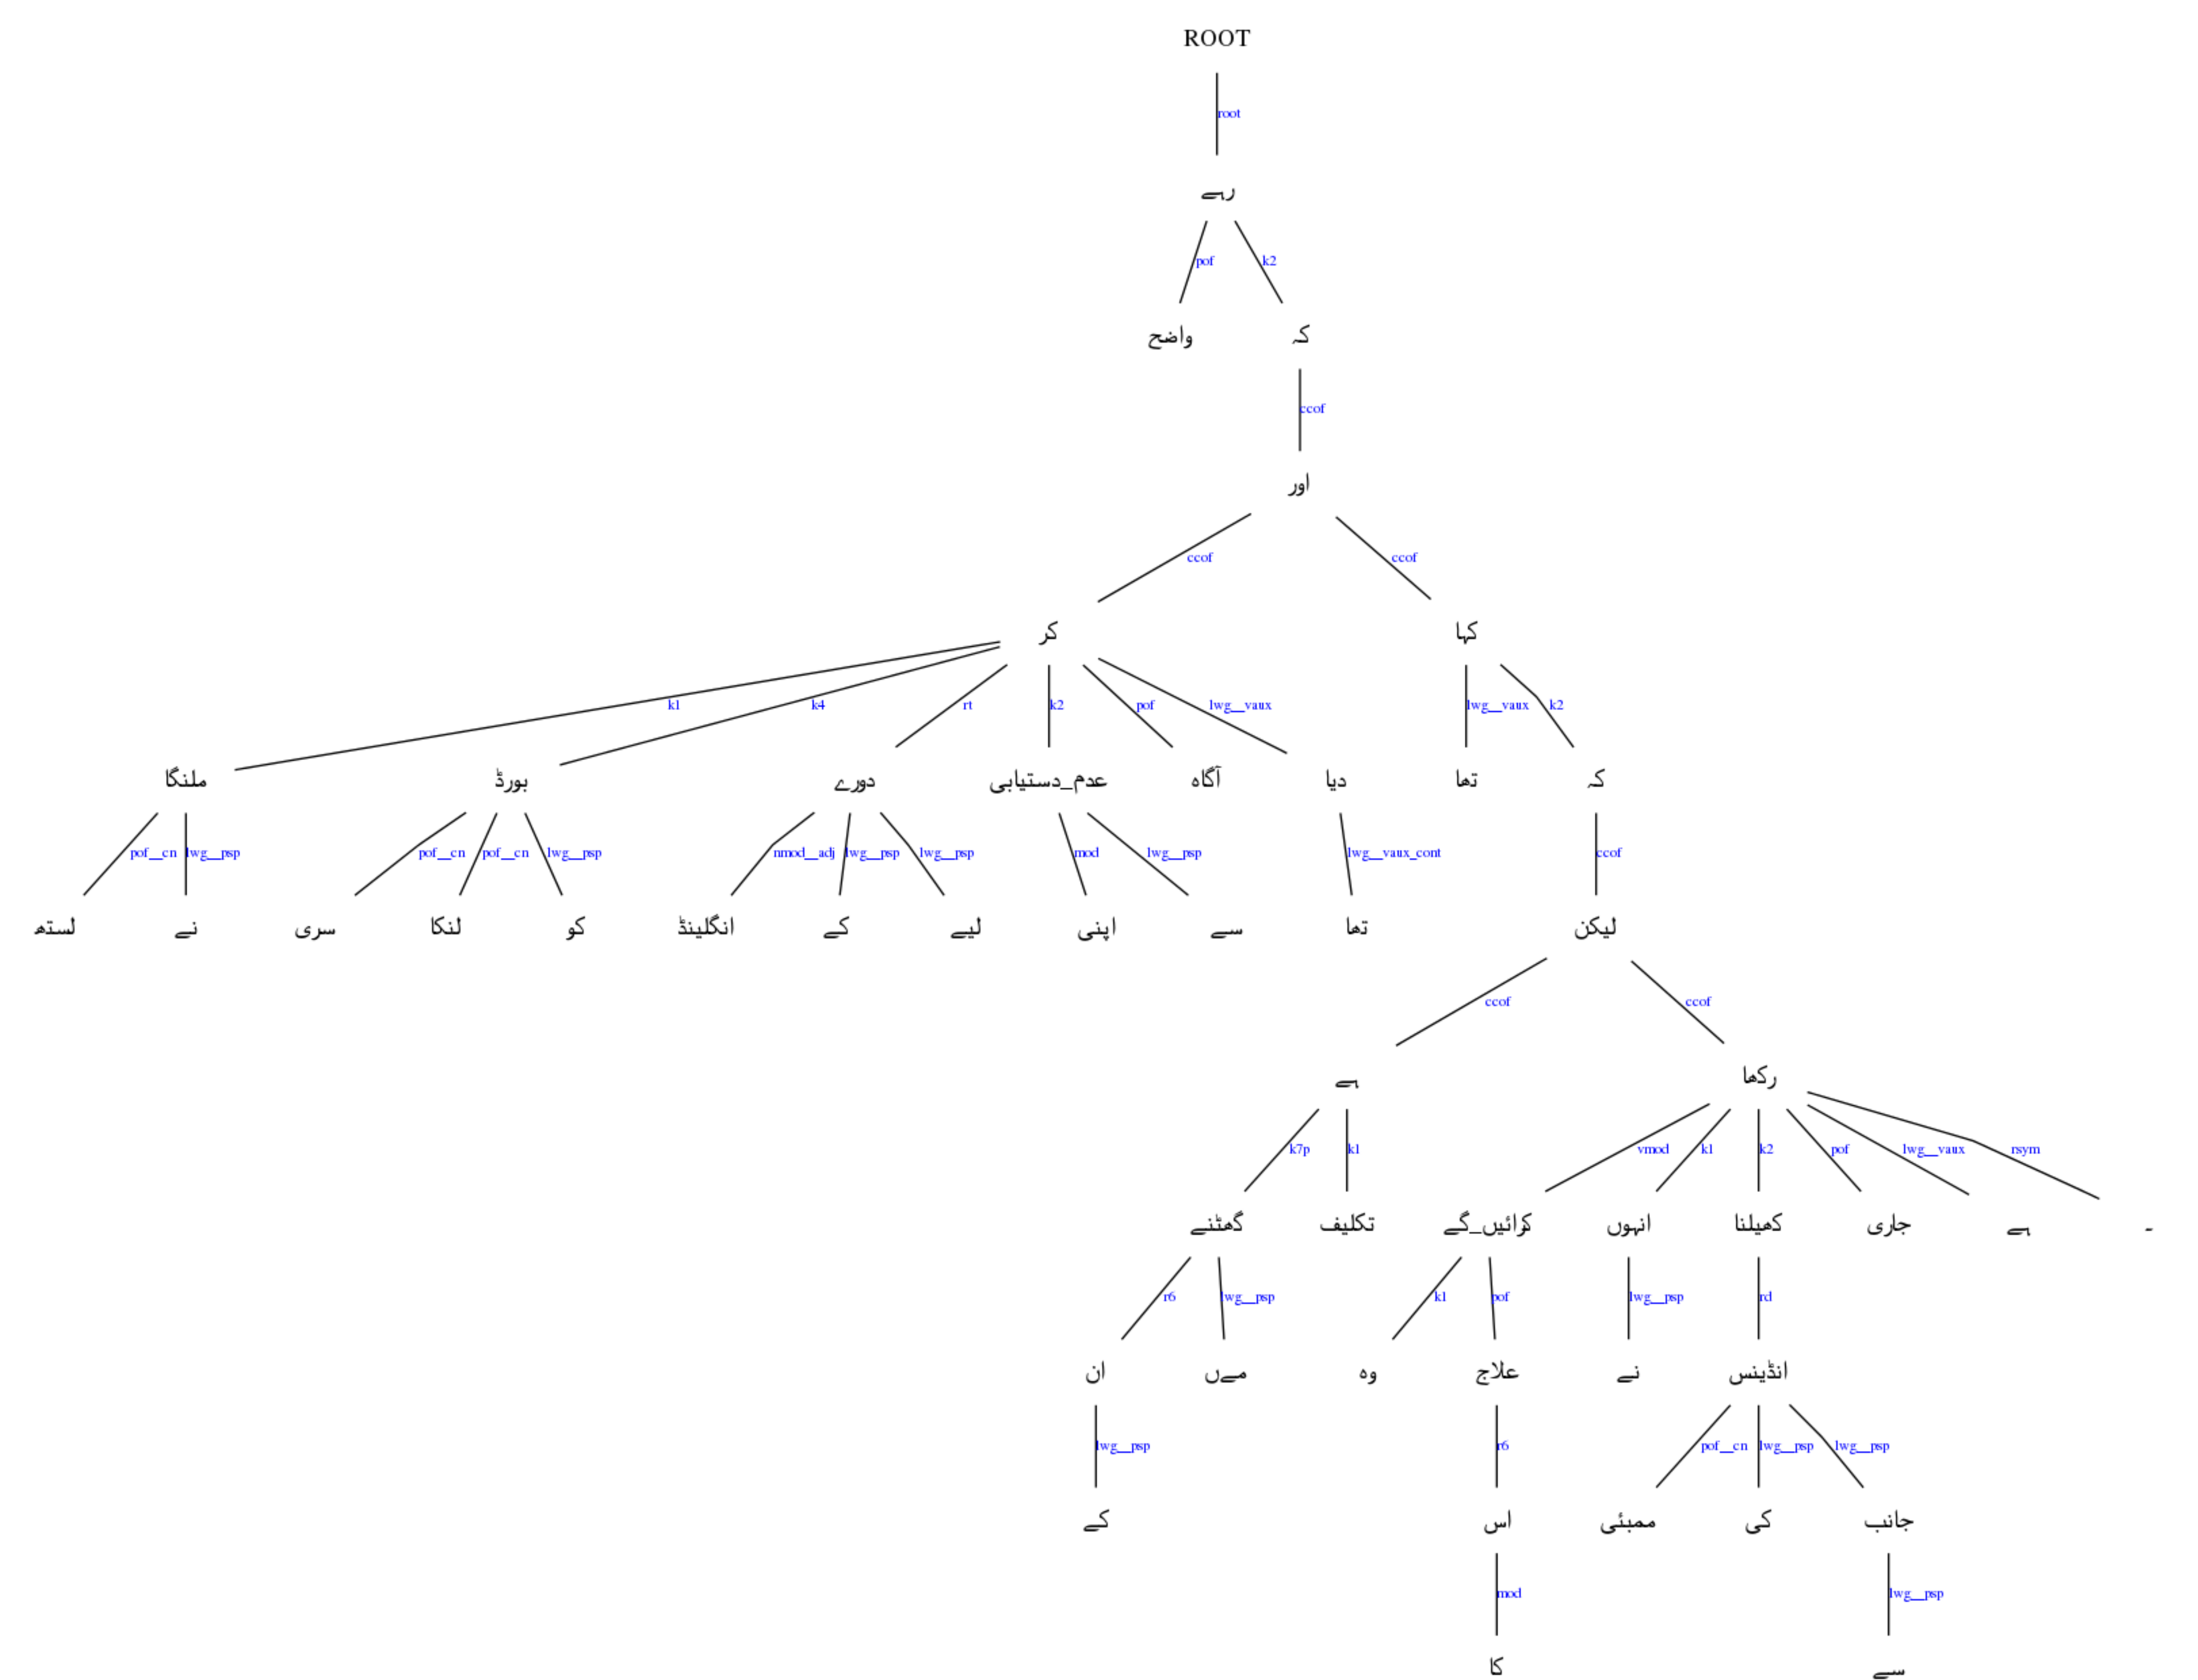 ROOT
root
رہے
pof k2
واضح کہ
ccof
اور
ccof ccof
کر کہا
k1 k4 rt k2 pof lwg__vaux lwg__vaux k2
ملنگا بورڈ دورے عدم_دستیابی آگاہ دیا تھا کہ
pof__cn lwg__psp pof__cn pof__cn lwg__psp nmod__adj lwg__psp lwg__psp mod lwg__psp lwg__vaux_cont ccof
لستھ نے سری لنکا کو انگلینڈ کے لیے اپنی سے تھا لیکن
ccof ccof
ہے رکھا
k7p k1 vmod k1 k2 pof lwg__vaux rsym
گھٹنے تکلیف کرائیں_گے انہوں کھیلنا جاری ہے ۔
r6 lwg__psp k1 pof lwg__psp rd
ان میں وہ علاج نے انڈینس
lwg__psp r6 pof__cn lwg__psp lwg__psp
کے اس ممبئی کی جانب
mod lwg__psp
کا سے